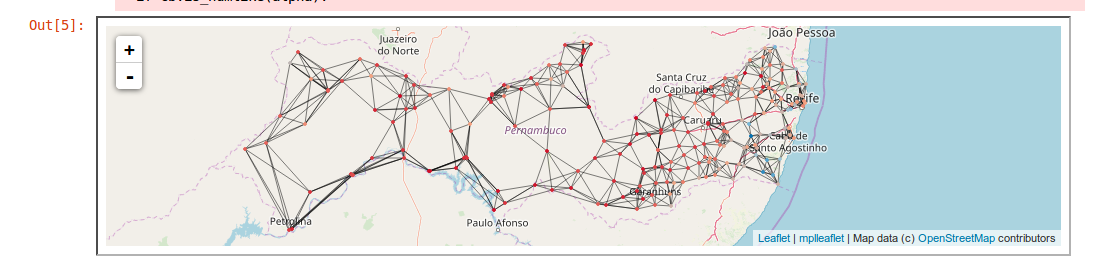 Out[5]:
+
-
João Pessoa
Juazeiro
do Norte
Santa Cruz
do Capibaribe
Recife
Caruaru
Pernambuco
Cabo de
Santo Agostinho
Garanhuns
Petrolina
Paulo Afonso
Leaflet | mplleaflet | Map data (c) OpenStreetMap contributors